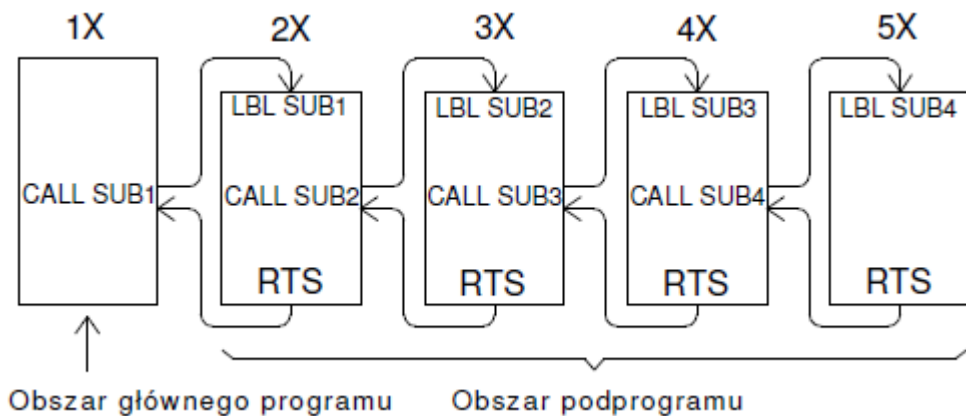 1X 2X 3X 4X 5X
LBL SUB1 LBL SUB2 LBL SUB3 LBL SUB4
CALL SUB1 CALL SUB2 CALL SUB3 CALL SUB4
RTS RTS RTS RTS
Obszar głównego programu Obszar podprogramu